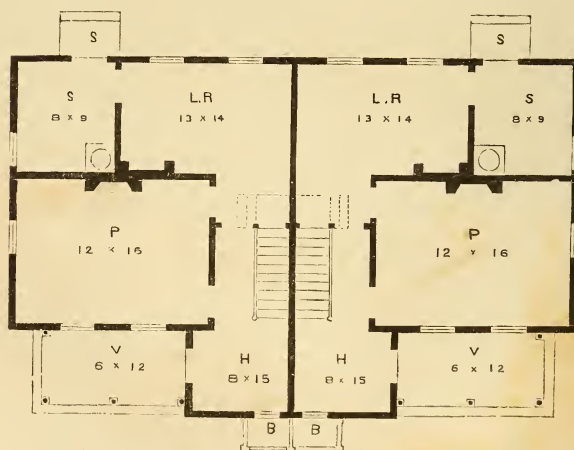 S
S
S
8 × 9
L.R
13 × 14
L.R
13 × 14
S
8 × 9
P
12 × 16
P
12 × 16
V
6 × 12
H
8 × 15
H
8 × 15
V
6 × 12
B
B